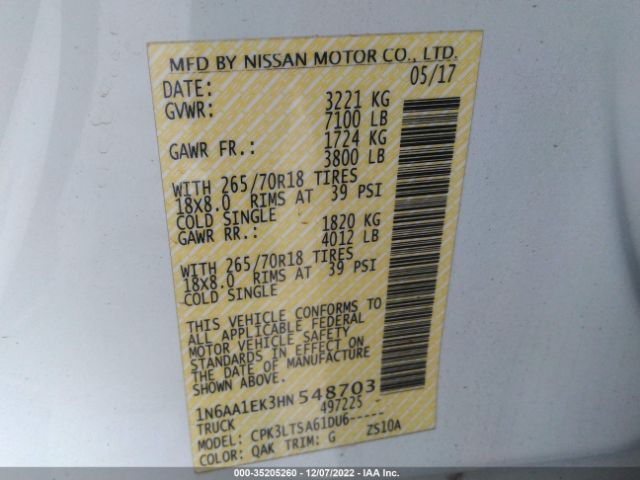 MFD BY NISSAN MOTOR CO., LTD.
DATE: 05/17
GVWR: 3221 KG
7100 LB
GAWR FR.: 1724 KG
3800 LB
WITH 265/70R18 TIRES
18X8.0 RIMS AT 39 PSI
COLD SINGLE
GAWR RR.: 1820 KG
4012 LB
WITH 265/70R18 TIRES
18X8.0 RIMS AT 39 PSI
COLD SINGLE
THIS VEHICLE CONFORMS TO
ALL APPLICABLE FEDERAL
MOTOR VEHICLE SAFETY
STANDARDS IN EFFECT ON
THE DATE OF MANUFACTURE
SHOWN ABOVE.
1N6AA1EK3HN548703
TRUCK 497225
MODEL: CPK3LTSA61DU6-----
COLOR: QAK TRIM: G ZS10A
000-35205260 - 12/07/2022 - IAA Inc.